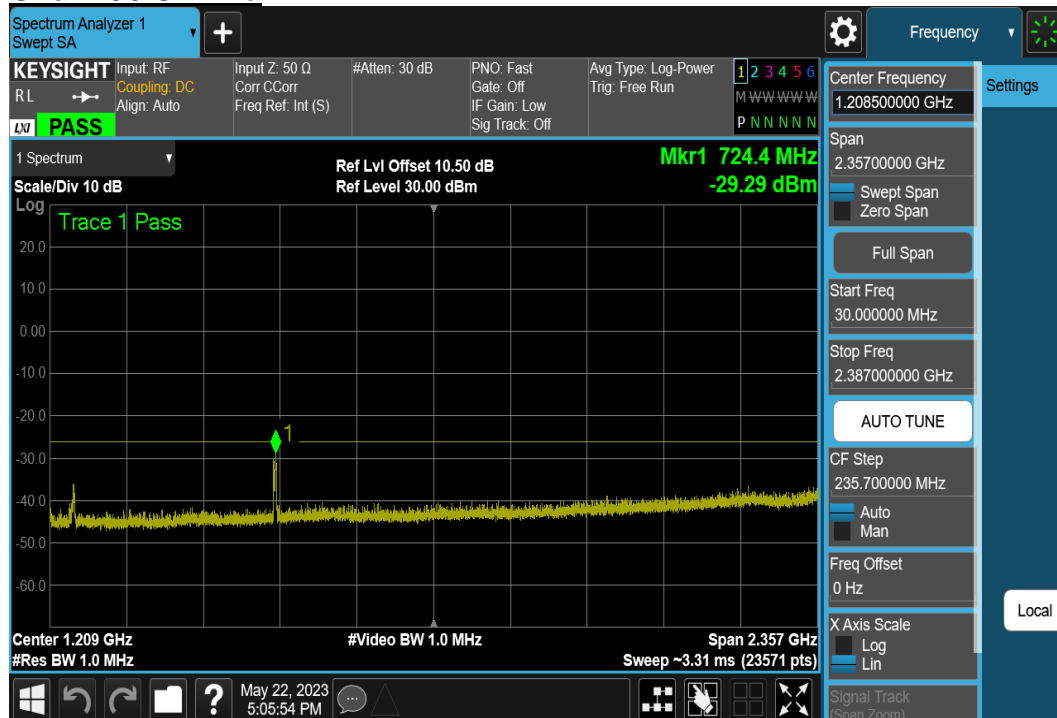 Spectrum Analyzer 1
Swept SA
+
Frequency
KEYSIGHT
RL
LXI PASS
Input: RF
Coupling: DC
Align: Auto
Input Z: 50 Ω
Corr CCorr
Freq Ref: Int (S)
#Atten: 30 dB
PNO: Fast
Gate: Off
IF Gain: Low
Sig Track: Off
Avg Type: Log-Power
Trig: Free Run
1 2 3 4 5 6
M W W W W W
P N N N N N
1 Spectrum
Scale/Div 10 dB
Log
Ref Lvl Offset 10.50 dB
Ref Level 30.00 dBm
Mkr1 724.4 MHz
-29.29 dBm
Trace 1 Pass
20.0
10.0
0.00
-10.0
-20.0
-30.0
-40.0
-50.0
-60.0
1
Center 1.209 GHz
#Res BW 1.0 MHz
#Video BW 1.0 MHz
Span 2.357 GHz
Sweep ~3.31 ms (23571 pts)
?
May 22, 2023
5:05:54 PM
Center Frequency
1.208500000 GHz
Span
2.35700000 GHz
Swept Span
Zero Span
Full Span
Start Freq
30.000000 MHz
Stop Freq
2.387000000 GHz
AUTO TUNE
CF Step
235.700000 MHz
Auto
Man
Freq Offset
0 Hz
X Axis Scale
Log
Lin
Signal Track
(Span Zoom)
Settings
Local